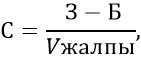 С = (З − Б) / Vжалпы,